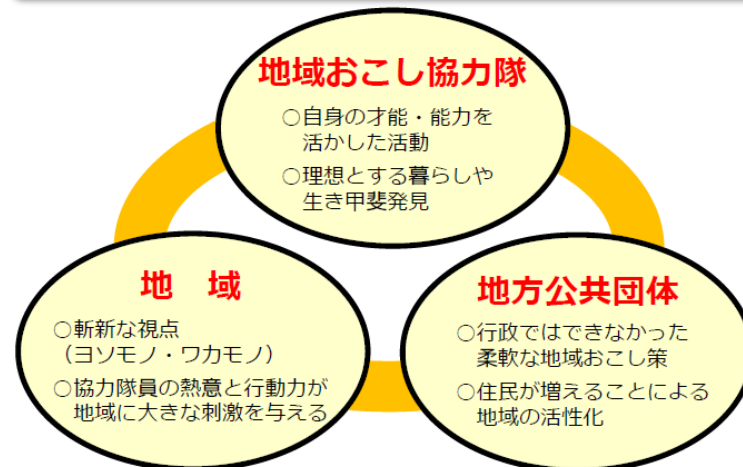 地域おこし協力隊
○自身の才能・能力を
活かした活動
○理想とする暮らしや
生き甲斐発見
地　域
○斬新な視点
（ヨソモノ・ワカモノ）
○協力隊員の熱意と行動力が
地域に大きな刺激を与える
地方公共団体
○行政ではできなかった
柔軟な地域おこし策
○住民が増えることによる
地域の活性化